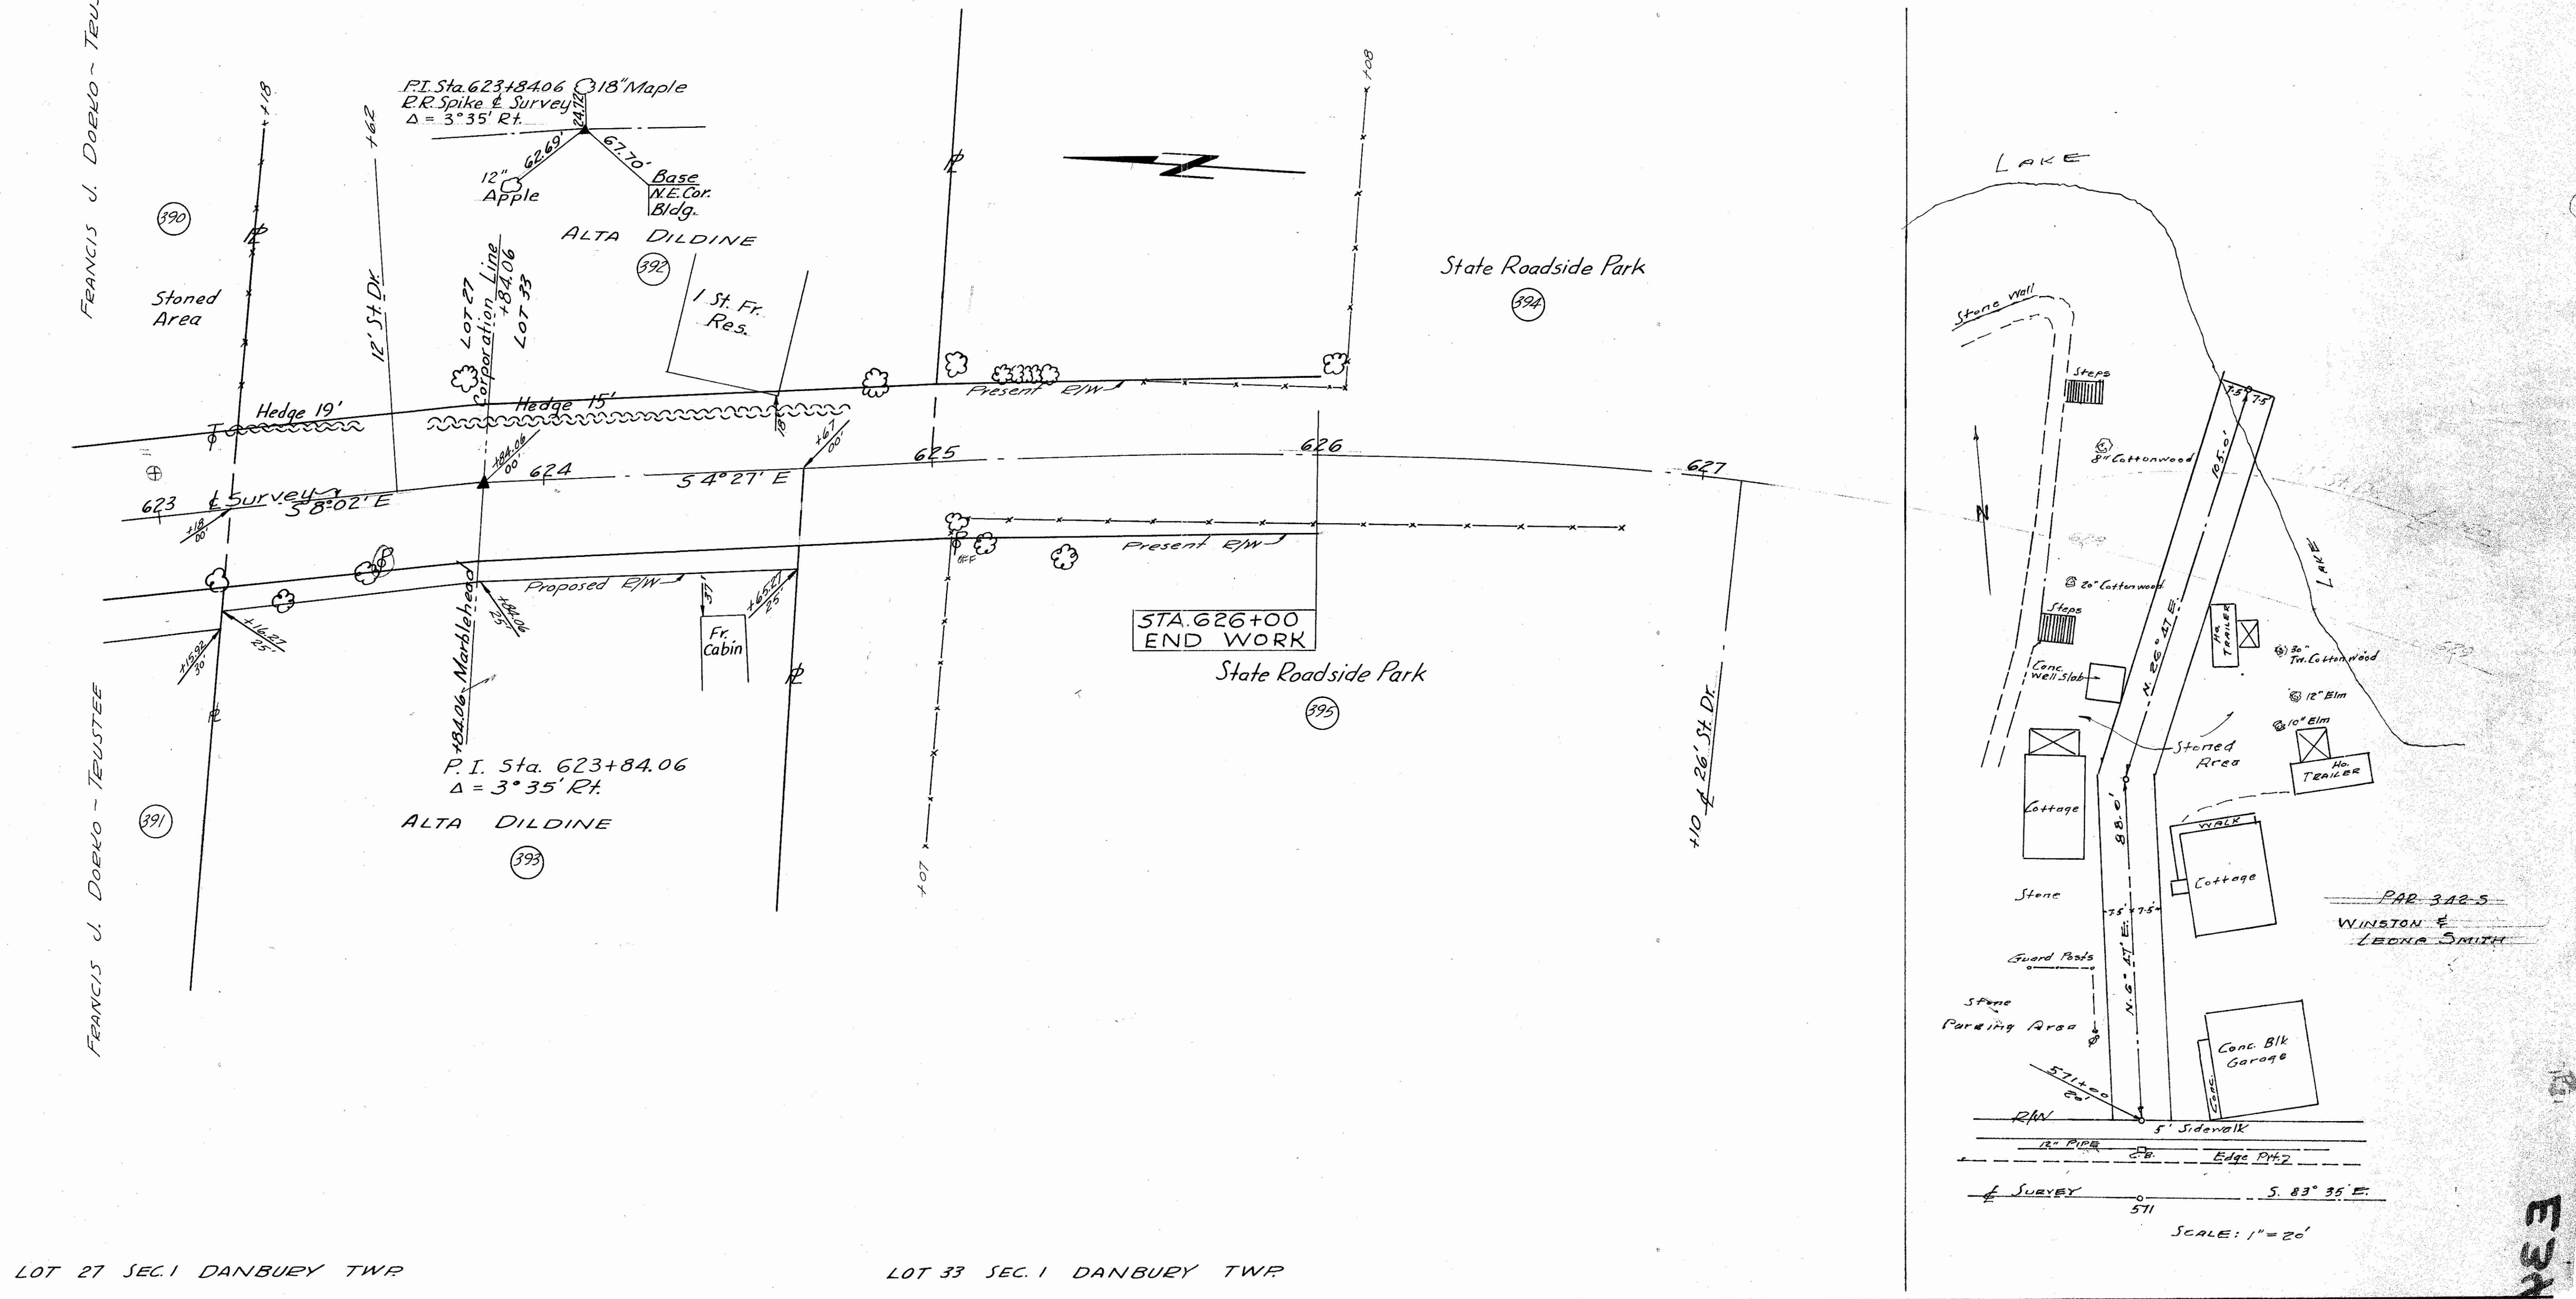 FRANCIS J. DORKO - TRUS
+18
+62
P.I. Sta. 623+84.06
18" Maple
R.R. Spike ₵ Survey
Δ = 3°35' Rt.
24.72
62.69'
67.70'
12"
Apple
Base
N.E. Cor.
Bldg.
ALTA DILDINE
392
390
Stoned
Area
12' St. Dr.
LOT 27
Corporation Line
+84.06
LOT 33
1 St. Fr.
Res.
+08
State Roadside Park
394
Hedge 19'
Hedge 15'
18'
Present R/W
+84.06
00'
+67
00'
623
₵ Survey
S 8°02' E
624
S 4°27' E
625
626
627
+18
00'
Proposed R/W
Present R/W
+16.27
25'
+15.92
30'
+84.06
25'
37'
+65.27
25'
Fr.
Cabin
STA. 626+00
END WORK
State Roadside Park
395
+84.06 Marblehead
P.I. Sta. 623+84.06
Δ = 3°35' Rt.
ALTA DILDINE
393
391
FRANCIS J. DORKO - TRUSTEE
+07
+10 ₵ 26' St. Dr.
LOT 27 SEC. 1 DANBURY TWP.
LOT 33 SEC. 1 DANBURY TWP.
LAKE
Stone Wall
Steps
7.5' 7.5'
8" Cottonwood
105.0'
N
LAKE
20" Cottonwood
Steps
Ho.
TRAILER
30"
Tw. Cottonwood
N. 26° 47' E.
Conc.
Well Slab
12" Elm
10" Elm
Stoned
Area
Ho.
TRAILER
Cottage
88.0'
WALK
Cottage
Stone
7.5' 7.5'
PAR 342-S
WINSTON &
LEONA SMITH
N. 6° 47' E.
Guard Posts
Stone
Parking Area
Conc. Blk
Garage
Conc.
571+00
20'
R/W
5' Sidewalk
12" PIPE
C.B.
Edge Pvt.
₵ SURVEY
S. 83° 35' E.
571
SCALE: 1" = 20'